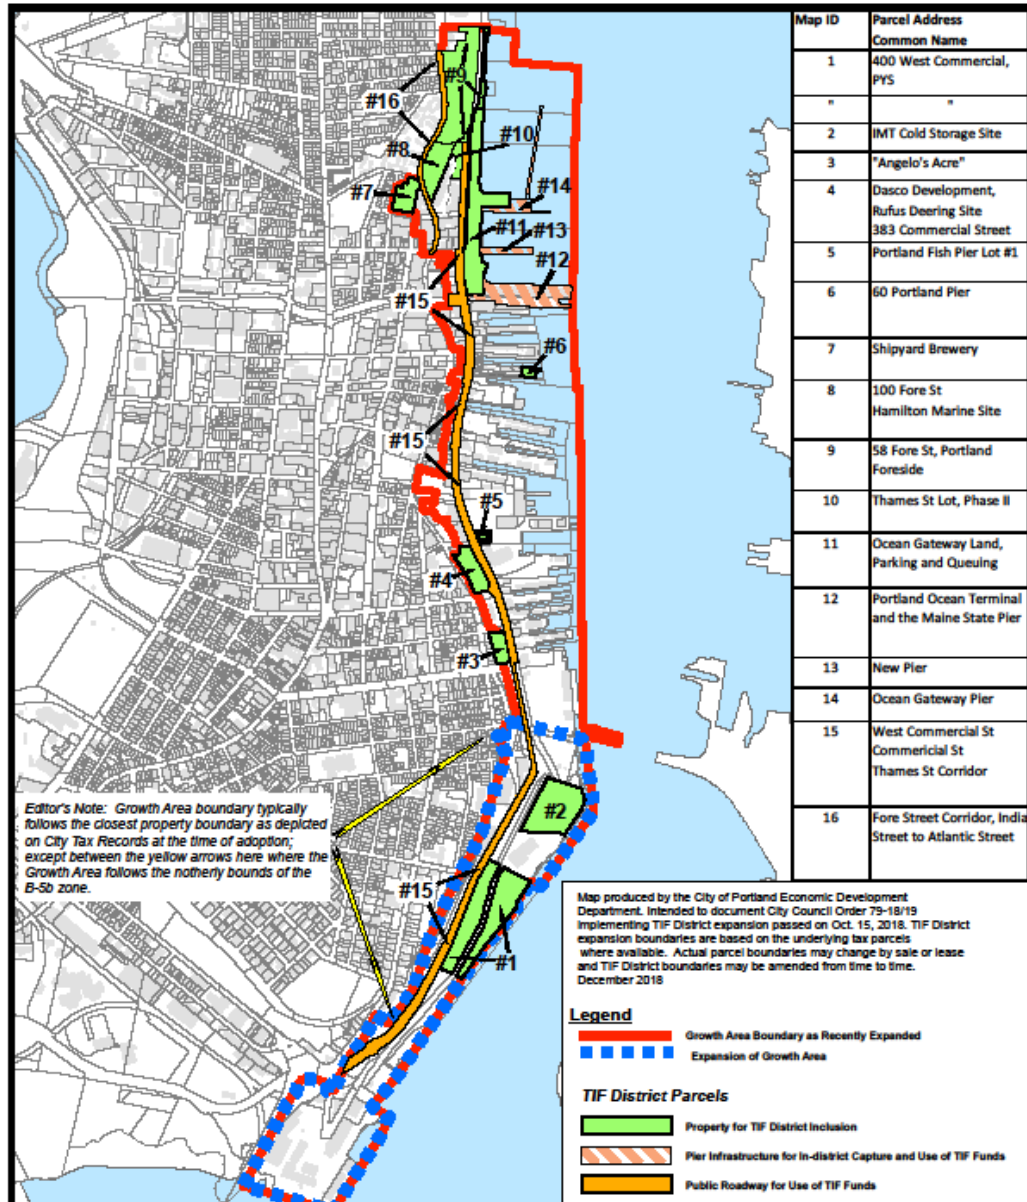 Map ID Parcel Address
Common Name
1 400 West Commercial,
PYS
" "
2 IMT Cold Storage Site
3 "Angelo's Acre"
4 Dasco Development,
Rufus Deering Site
383 Commercial Street
5 Portland Fish Pier Lot #1
6 60 Portland Pier
7 Shipyard Brewery
8 100 Fore St
Hamilton Marine Site
9 58 Fore St, Portland
Foreside
10 Thames St Lot, Phase II
11 Ocean Gateway Land,
Parking and Queuing
12 Portland Ocean Terminal
and the Maine State Pier
13 New Pier
14 Ocean Gateway Pier
15 West Commercial St
Commericial St
Thames St Corridor
16 Fore Street Corridor, India
Street to Atlantic Street
#9
#16
#10
#8
#7
#14
#11
#13
#12
#15
#6
#15
#5
#4
#3
#2
#15
#1
Editor's Note: Growth Area boundary typically
follows the closest property boundary as depicted
on City Tax Records at the time of adoption;
except between the yellow arrows here where the
Growth Area follows the notherly bounds of the
B-5b zone.
Map produced by the City of Portland Economic Development
Department. Intended to document City Council Order 79-18/19
Implementing TIF District expansion passed on Oct. 15, 2018. TIF District
expansion boundaries are based on the underlying tax parcels
where available. Actual parcel boundaries may change by sale or lease
and TIF District boundaries may be amended from time to time.
December 2018
Legend
Growth Area Boundary as Recently Expanded
Expansion of Growth Area
TIF District Parcels
Property for TIF District Inclusion
Pier Infrastructure for In-district Capture and Use of TIF Funds
Public Roadway for Use of TIF Funds